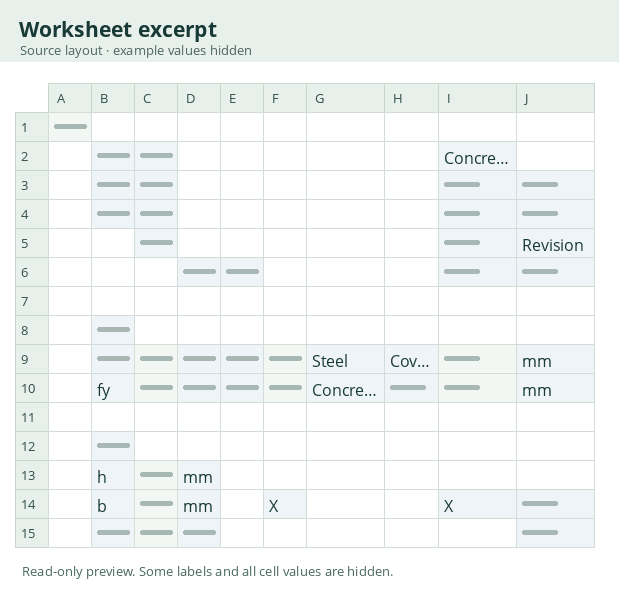 Worksheet excerpt
Source layout · example values hidden
A B C D E F G H I J
1
2 Concre...
3
4
5 Revision
6
7
8
9 Steel Cov... mm
10 fy Concre... mm
11
12
13 h mm
14 b mm X X
15
Read-only preview. Some labels and all cell values are hidden.